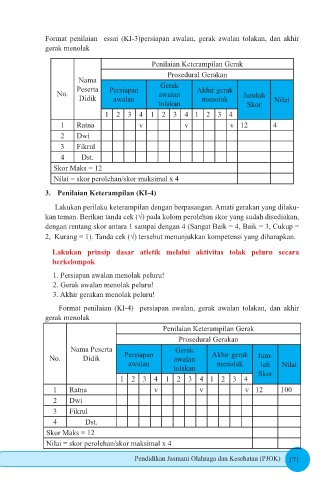 Format penilaian essai (KI-3)persiapan awalan, gerak awalan tolakan, dan akhir
gerak menolak
Penilaian Keterampilan Gerak
Prosedural Gerakan
No. Nama Peserta Didik Persiapan awalan Gerak awalan tolakan Akhir gerak menolak Jumlah Skor Nilai
1 2 3 4 1 2 3 4 1 2 3 4
1 Ratna v v v 12 4
2 Dwi
3 Fikrul
4 Dst.
Skor Maks = 12
Nilai = skor perolehan/skor maksimal x 4
3. Penilaian Keterampilan (KI-4)
Lakukan perilaku keterampilan dengan berpasangan. Amati gerakan yang dilaku-
kan teman. Berikan tanda cek (√) pada kolom perolehan skor yang sudah disediakan,
dengan rentang skor antara 1 sampai dengan 4 (Sangat Baik = 4, Baik = 3, Cukup =
2, Kurang = 1). Tanda cek (√) tersebut menunjukkan kompetensi yang diharapkan.
Lakukan prinsip dasar atletik melalui aktivitas tolak peluru secara
berkelompok
1. Persiapan awalan menolak peluru!
2. Gerak awalan menolak peluru!
3. Akhir gerakan menolak peluru!
Format penilaian (KI-4) persiapan awalan, gerak awalan tolakan, dan akhir
gerak menolak
Penilaian Keterampilan Gerak
Prosedural Gerakan
No. Nama Peserta Didik Persiapan awalan Gerak awalan tolakan Akhir gerak menolak Jum-lah Skor Nilai
1 2 3 4 1 2 3 4 1 2 3 4
1 Ratna v v v 12 100
2 Dwi
3 Fikrul
4 Dst.
Skor Maks = 12
Nilai = skor perolehan/skor maksimal x 4
Pendidikan Jasmani Olahraga dan Kesehatan (PJOK) 171